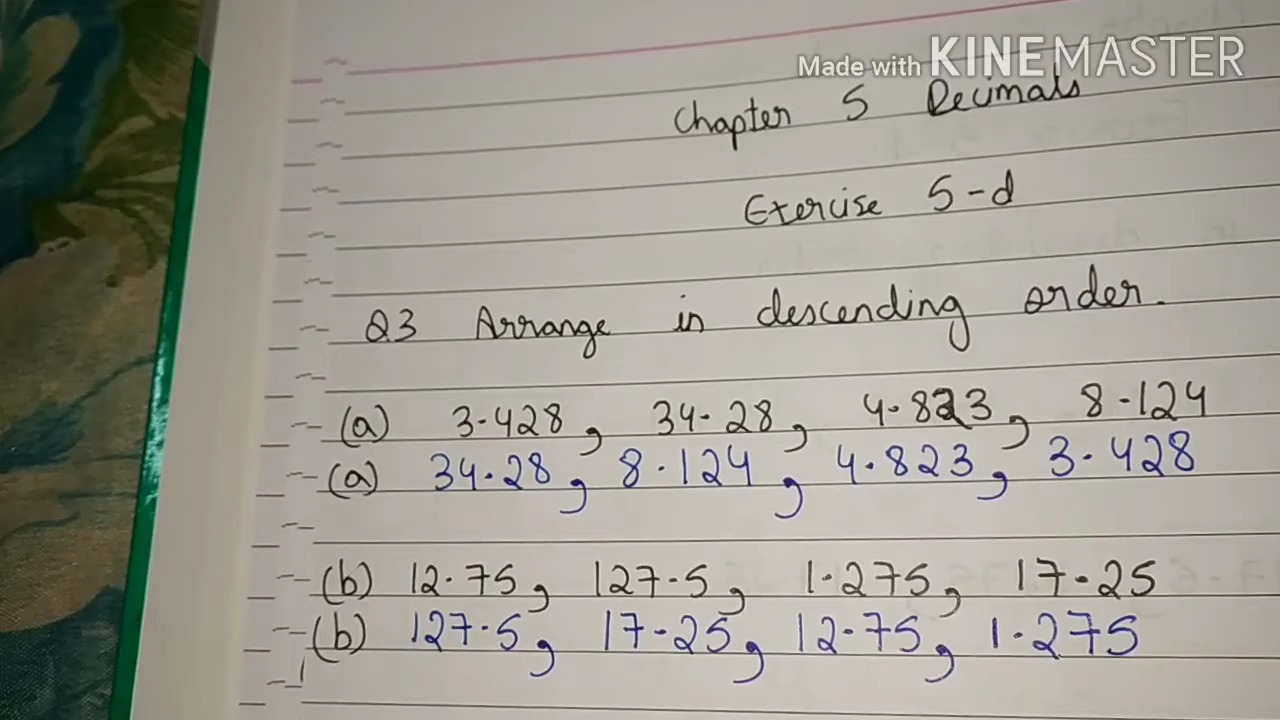 Made with KINEMASTER
Chapter 5 Decimals
Exercise 5-d
Q3 Arrange in descending order.
(a) 3.428, 34.28, 4.823, 8.124
(a) 34.28, 8.124, 4.823, 3.428
(b) 12.75, 127.5, 1.275, 17.25
(b) 127.5, 17.25, 12.75, 1.275